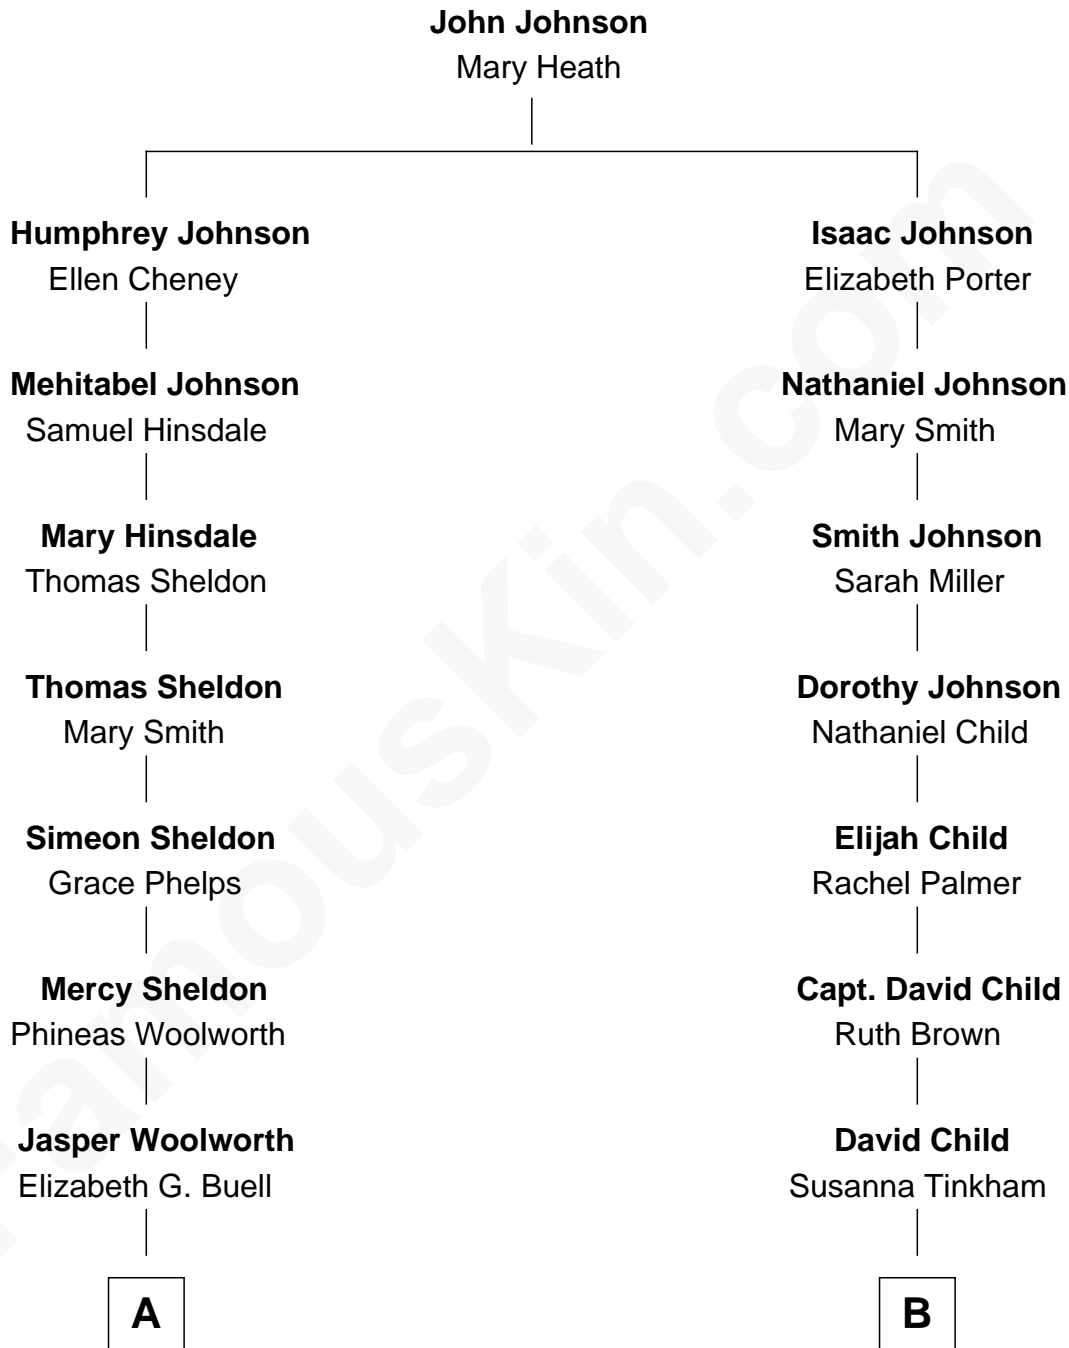 John Johnson
Mary Heath
Humphrey Johnson
Ellen Cheney
Isaac Johnson
Elizabeth Porter
Mehitabel Johnson
Samuel Hinsdale
Nathaniel Johnson
Mary Smith
Mary Hinsdale
Thomas Sheldon
Smith Johnson
Sarah Miller
Thomas Sheldon
Mary Smith
Dorothy Johnson
Nathaniel Child
Simeon Sheldon
Grace Phelps
Elijah Child
Rachel Palmer
Mercy Sheldon
Phineas Woolworth
Capt. David Child
Ruth Brown
Jasper Woolworth
Elizabeth G. Buell
David Child
Susanna Tinkham
A
B
FamousKin.com